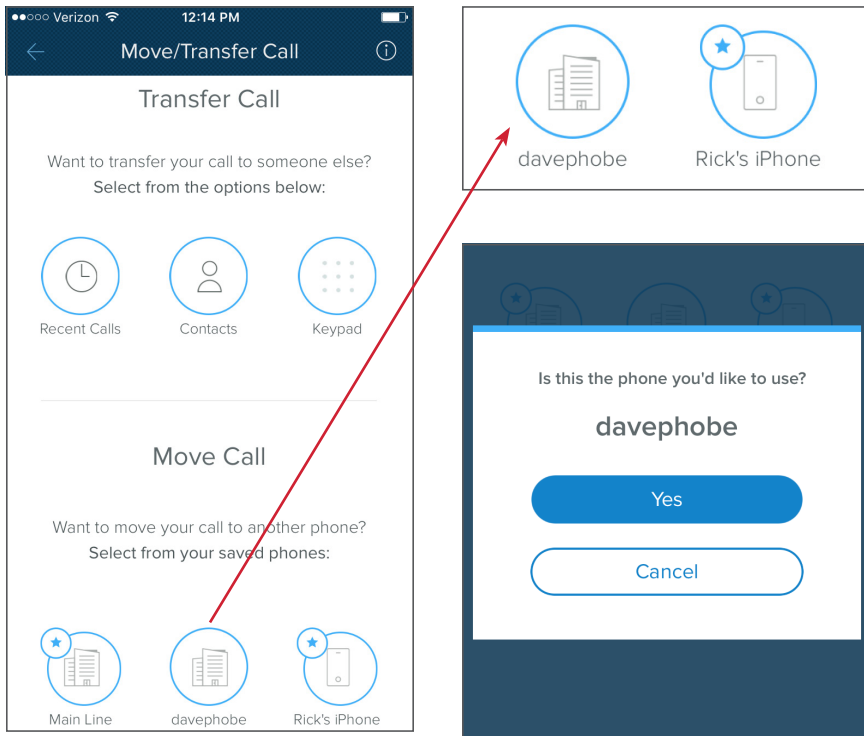 Verizon 12:14 PM
Move/Transfer Call
Transfer Call
Want to transfer your call to someone else?
Select from the options below:
Recent Calls Contacts Keypad
Move Call
Want to move your call to another phone?
Select from your saved phones:
Main Line davephobe Rick's iPhone
davephobe Rick's iPhone
Is this the phone you'd like to use?
davephobe
Yes
Cancel